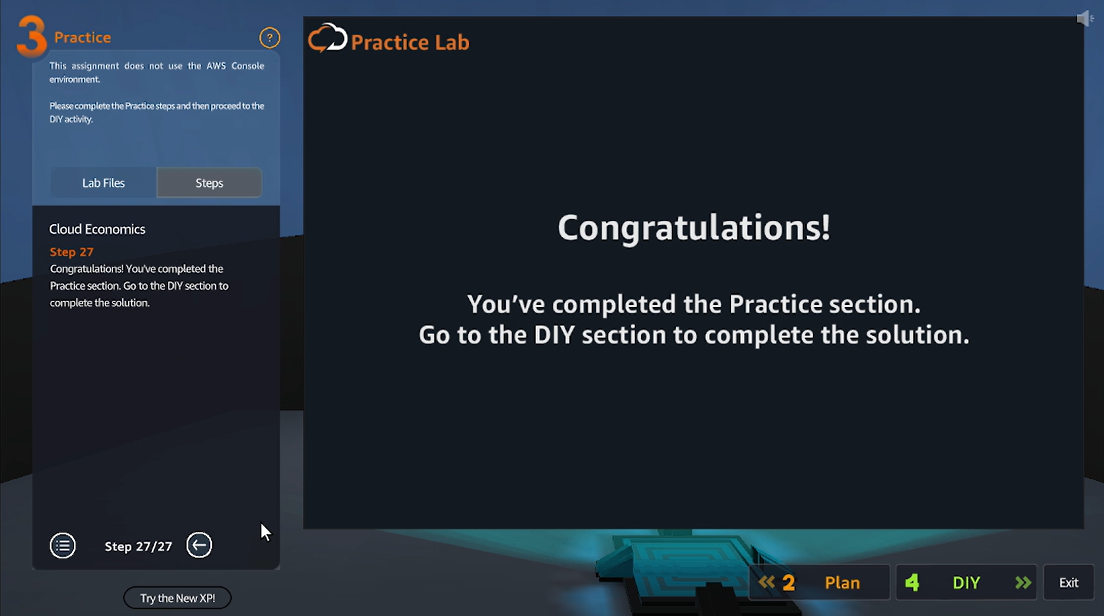 3 Practice
?
This assignment does not use the AWS Console
environment.
Please complete the Practice steps and then proceed to the
DIY activity.
Lab Files
Steps
Cloud Economics
Step 27
Congratulations! You've completed the
Practice section. Go to the DIY section to
complete the solution.
Step 27/27
Try the New XP!
Practice Lab
Congratulations!
You've completed the Practice section.
Go to the DIY section to complete the solution.
2 Plan
4 DIY
Exit